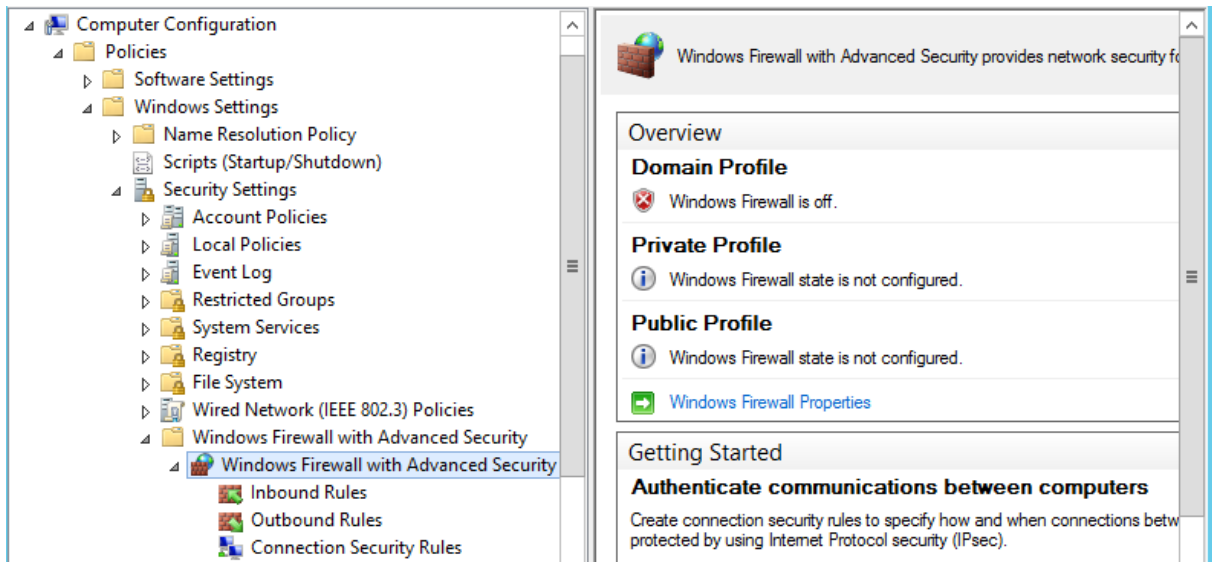 Computer Configuration
Policies
Software Settings
Windows Settings
Name Resolution Policy
Scripts (Startup/Shutdown)
Security Settings
Account Policies
Local Policies
Event Log
Restricted Groups
System Services
Registry
File System
Wired Network (IEEE 802.3) Policies
Windows Firewall with Advanced Security
Windows Firewall with Advanced Security
Inbound Rules
Outbound Rules
Connection Security Rules
Windows Firewall with Advanced Security provides network security fo
Overview
Domain Profile
Windows Firewall is off.
Private Profile
Windows Firewall state is not configured.
Public Profile
Windows Firewall state is not configured.
Windows Firewall Properties
Getting Started
Authenticate communications between computers
Create connection security rules to specify how and when connections betw
protected by using Internet Protocol security (IPsec).